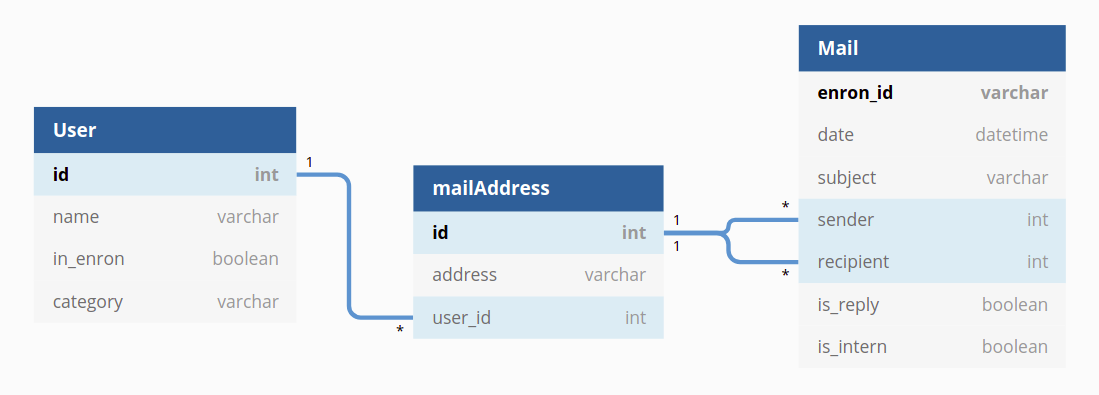 User
id int
name varchar
in_enron boolean
category varchar
1
*
mailAddress
id int
address varchar
user_id int
1
1
*
*
Mail
enron_id varchar
date datetime
subject varchar
sender int
recipient int
is_reply boolean
is_intern boolean